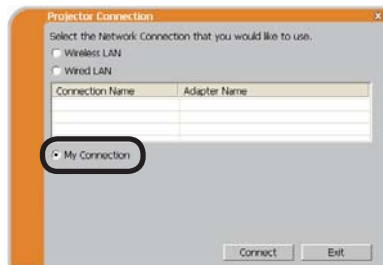 Projector Connection
X
Select the Network Connection that you would like to use.
Wireless LAN
Wired LAN
Connection Name Adapter Name
My Connection
Connect Exit